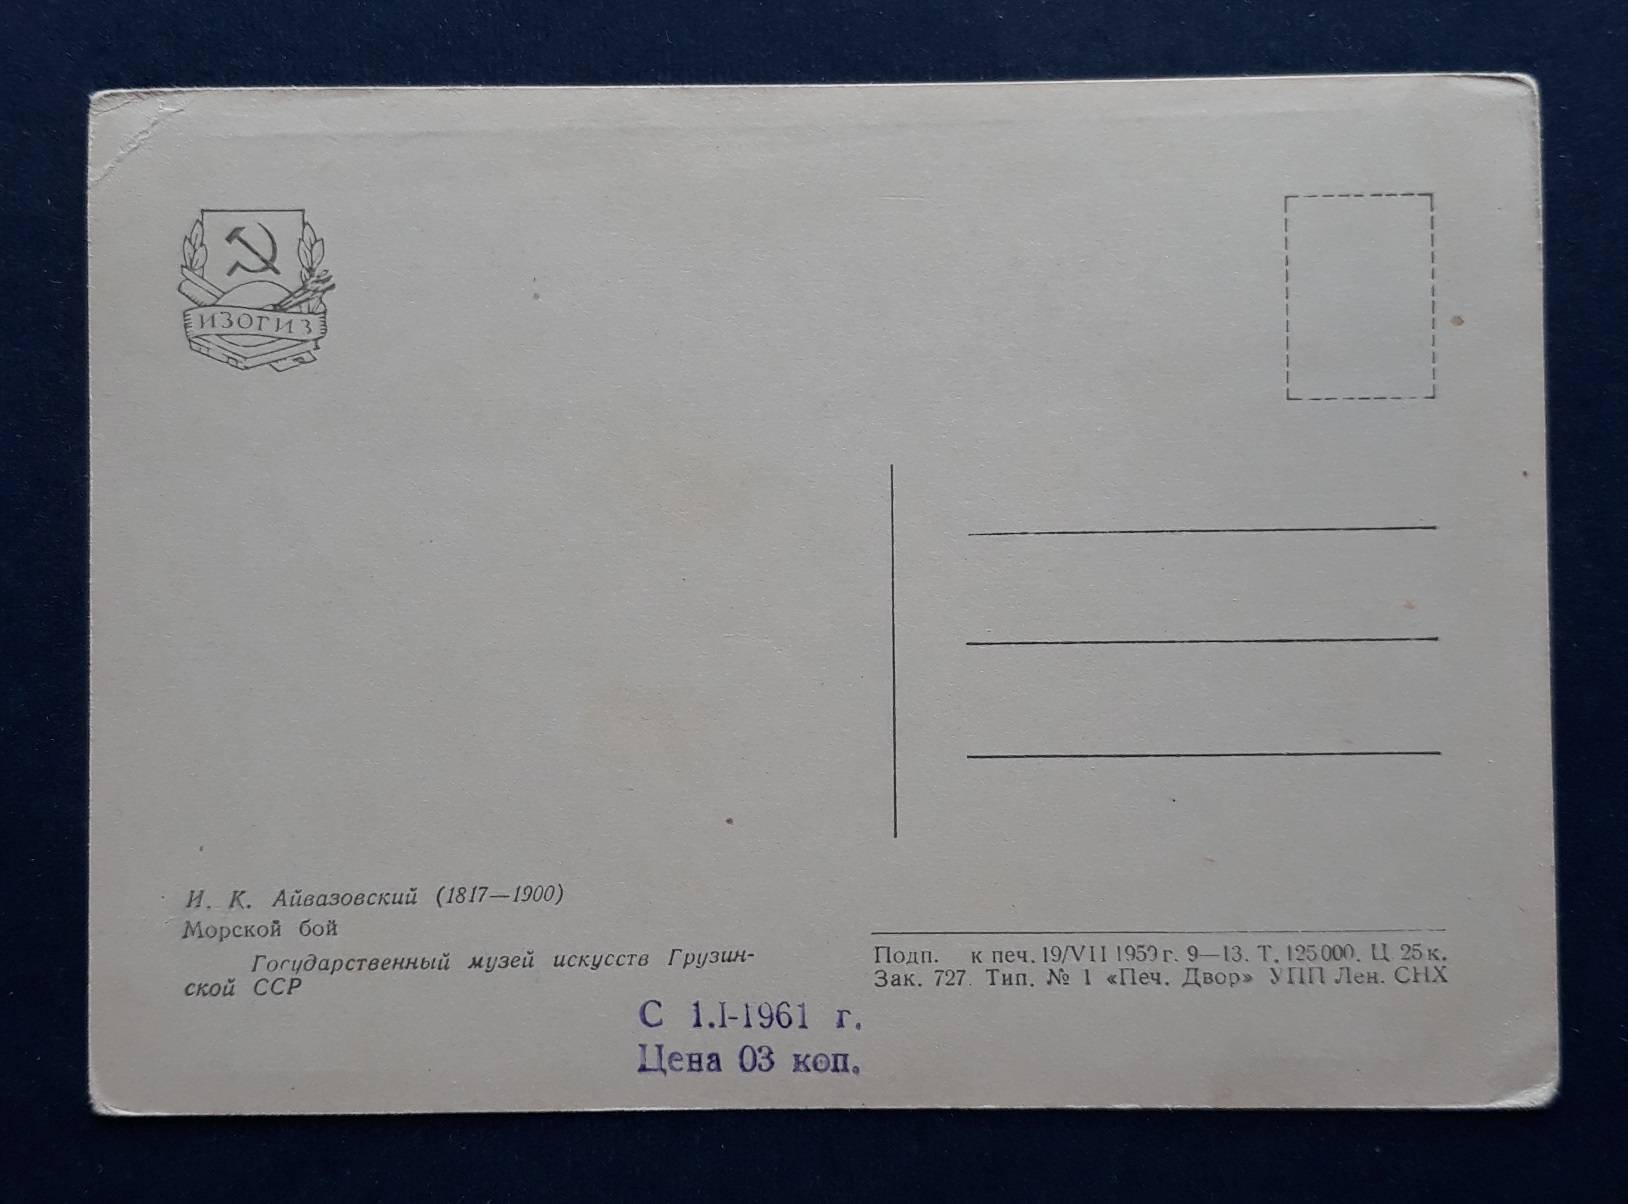 ИЗОГИЗ
И. К. Айвазовский (1817—1900)
Морской бой
Государственный музей искусств Грузин-
ской ССР
Подп. к печ. 19/VII 1959 г. 9—13. Т. 125000. Ц 25 к.
Зак. 727. Тип. № 1 «Печ. Двор» УПП Лен. СНХ
С 1.I-1961 г.
Цена 03 коп.